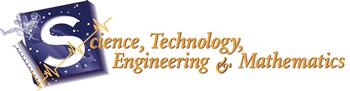 Science, Technology,
Engineering & Mathematics